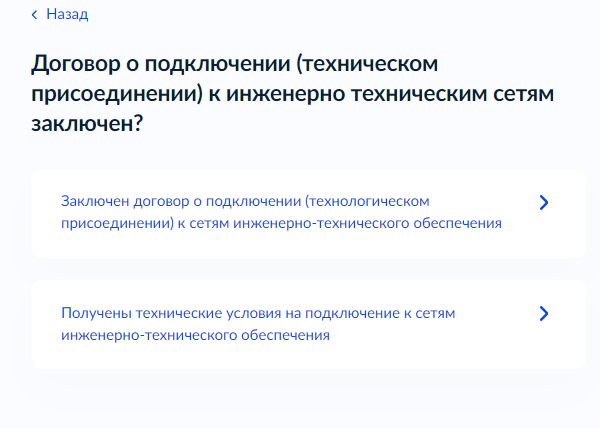 Назад
Договор о подключении (техническом
присоединении) к инженерно техническим сетям
заключен?
Заключен договор о подключении (технологическом
присоединении) к сетям инженерно-технического обеспечения
Получены технические условия на подключение к сетям
инженерно-технического обеспечения